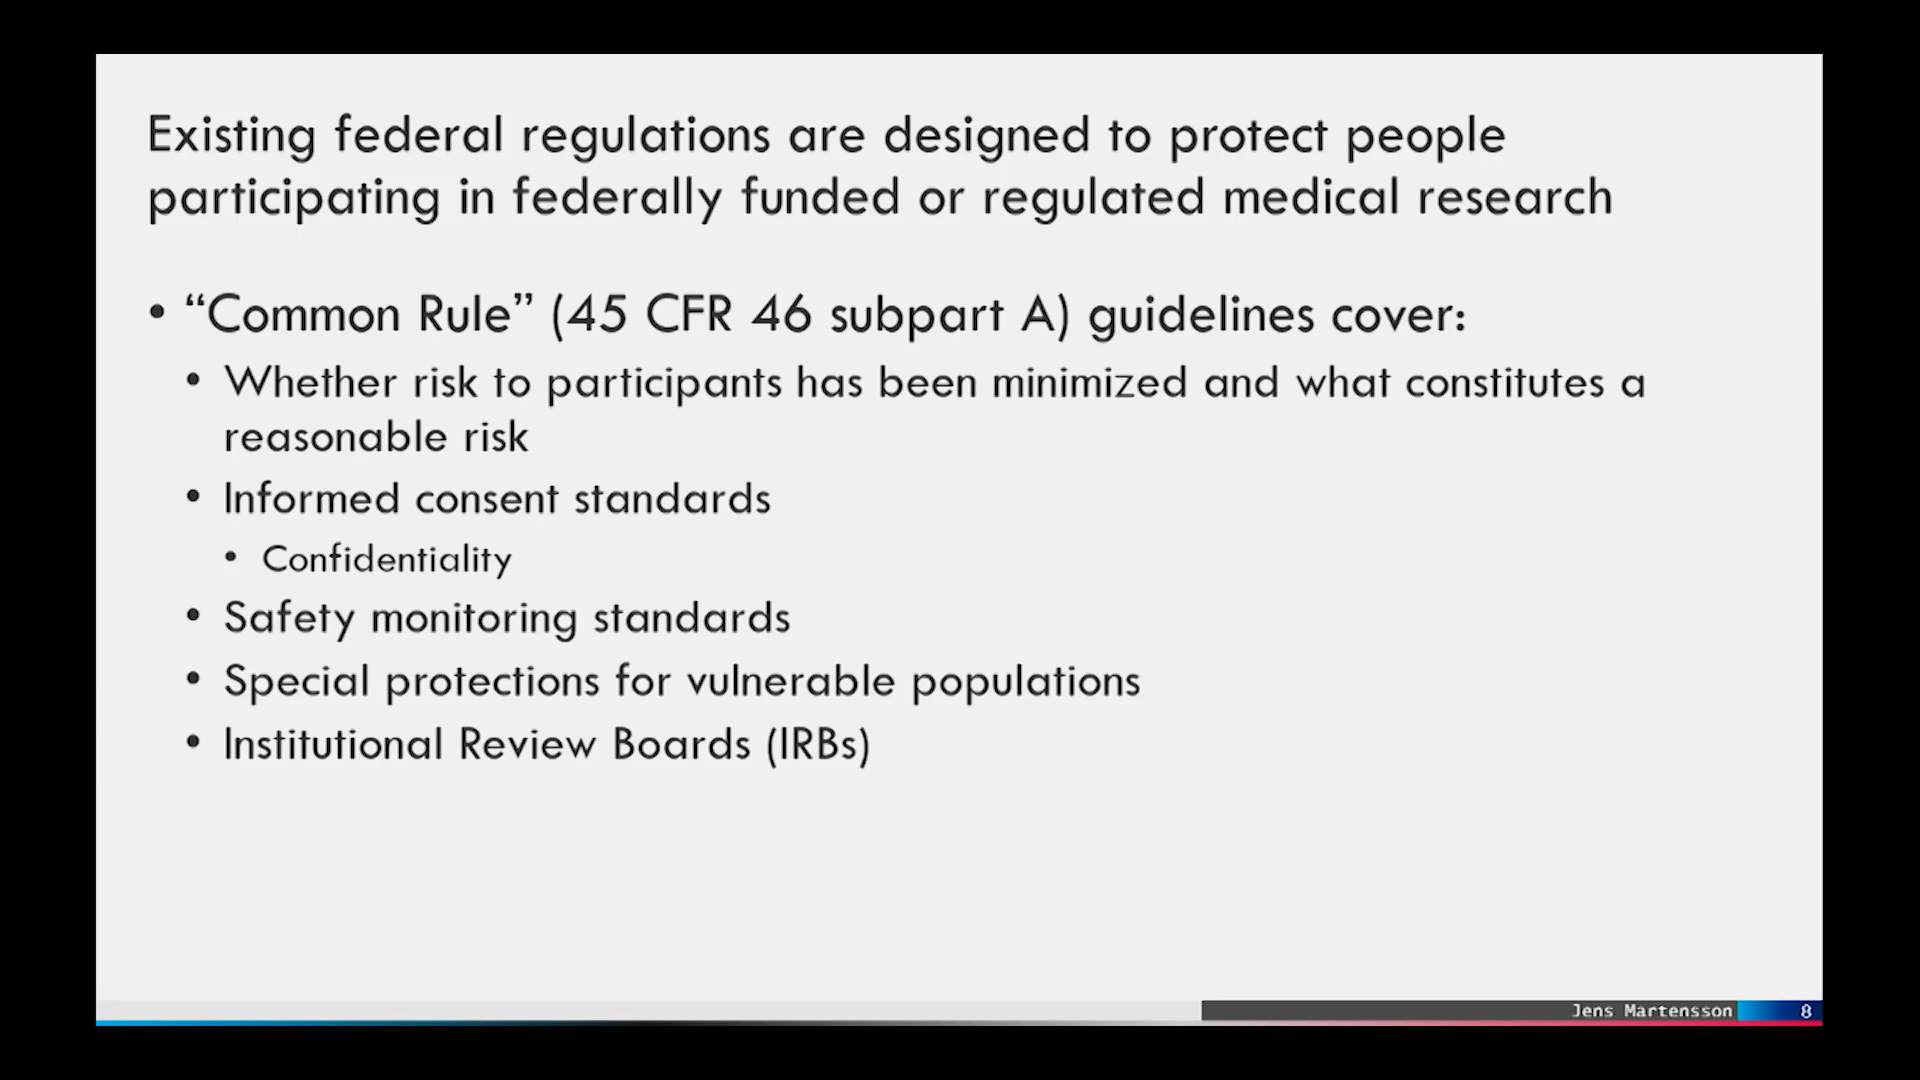 Existing federal regulations are designed to protect people
participating in federally funded or regulated medical research
• “Common Rule” (45 CFR 46 subpart A) guidelines cover:
• Whether risk to participants has been minimized and what constitutes a
reasonable risk
• Informed consent standards
• Confidentiality
• Safety monitoring standards
• Special protections for vulnerable populations
• Institutional Review Boards (IRBs)
Jens Martensson 8